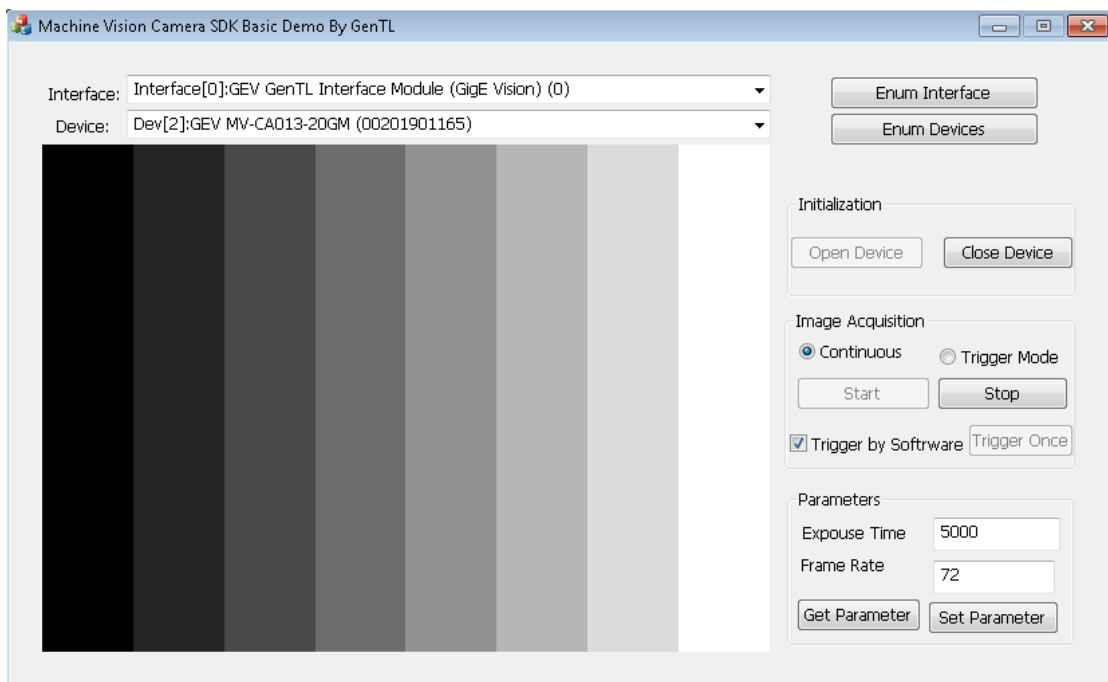 Machine Vision Camera SDK Basic Demo By GenTL
Interface: Interface[0]:GEV GenTL Interface Module (GigE Vision) (0)
Enum Interface
Device: Dev[2]:GEV MV-CA013-20GM (00201901165)
Enum Devices
Initialization
Open Device Close Device
Image Acquisition
Continuous Trigger Mode
Start Stop
Trigger by Softrware Trigger Once
Parameters
Expouse Time 5000
Frame Rate 72
Get Parameter Set Parameter